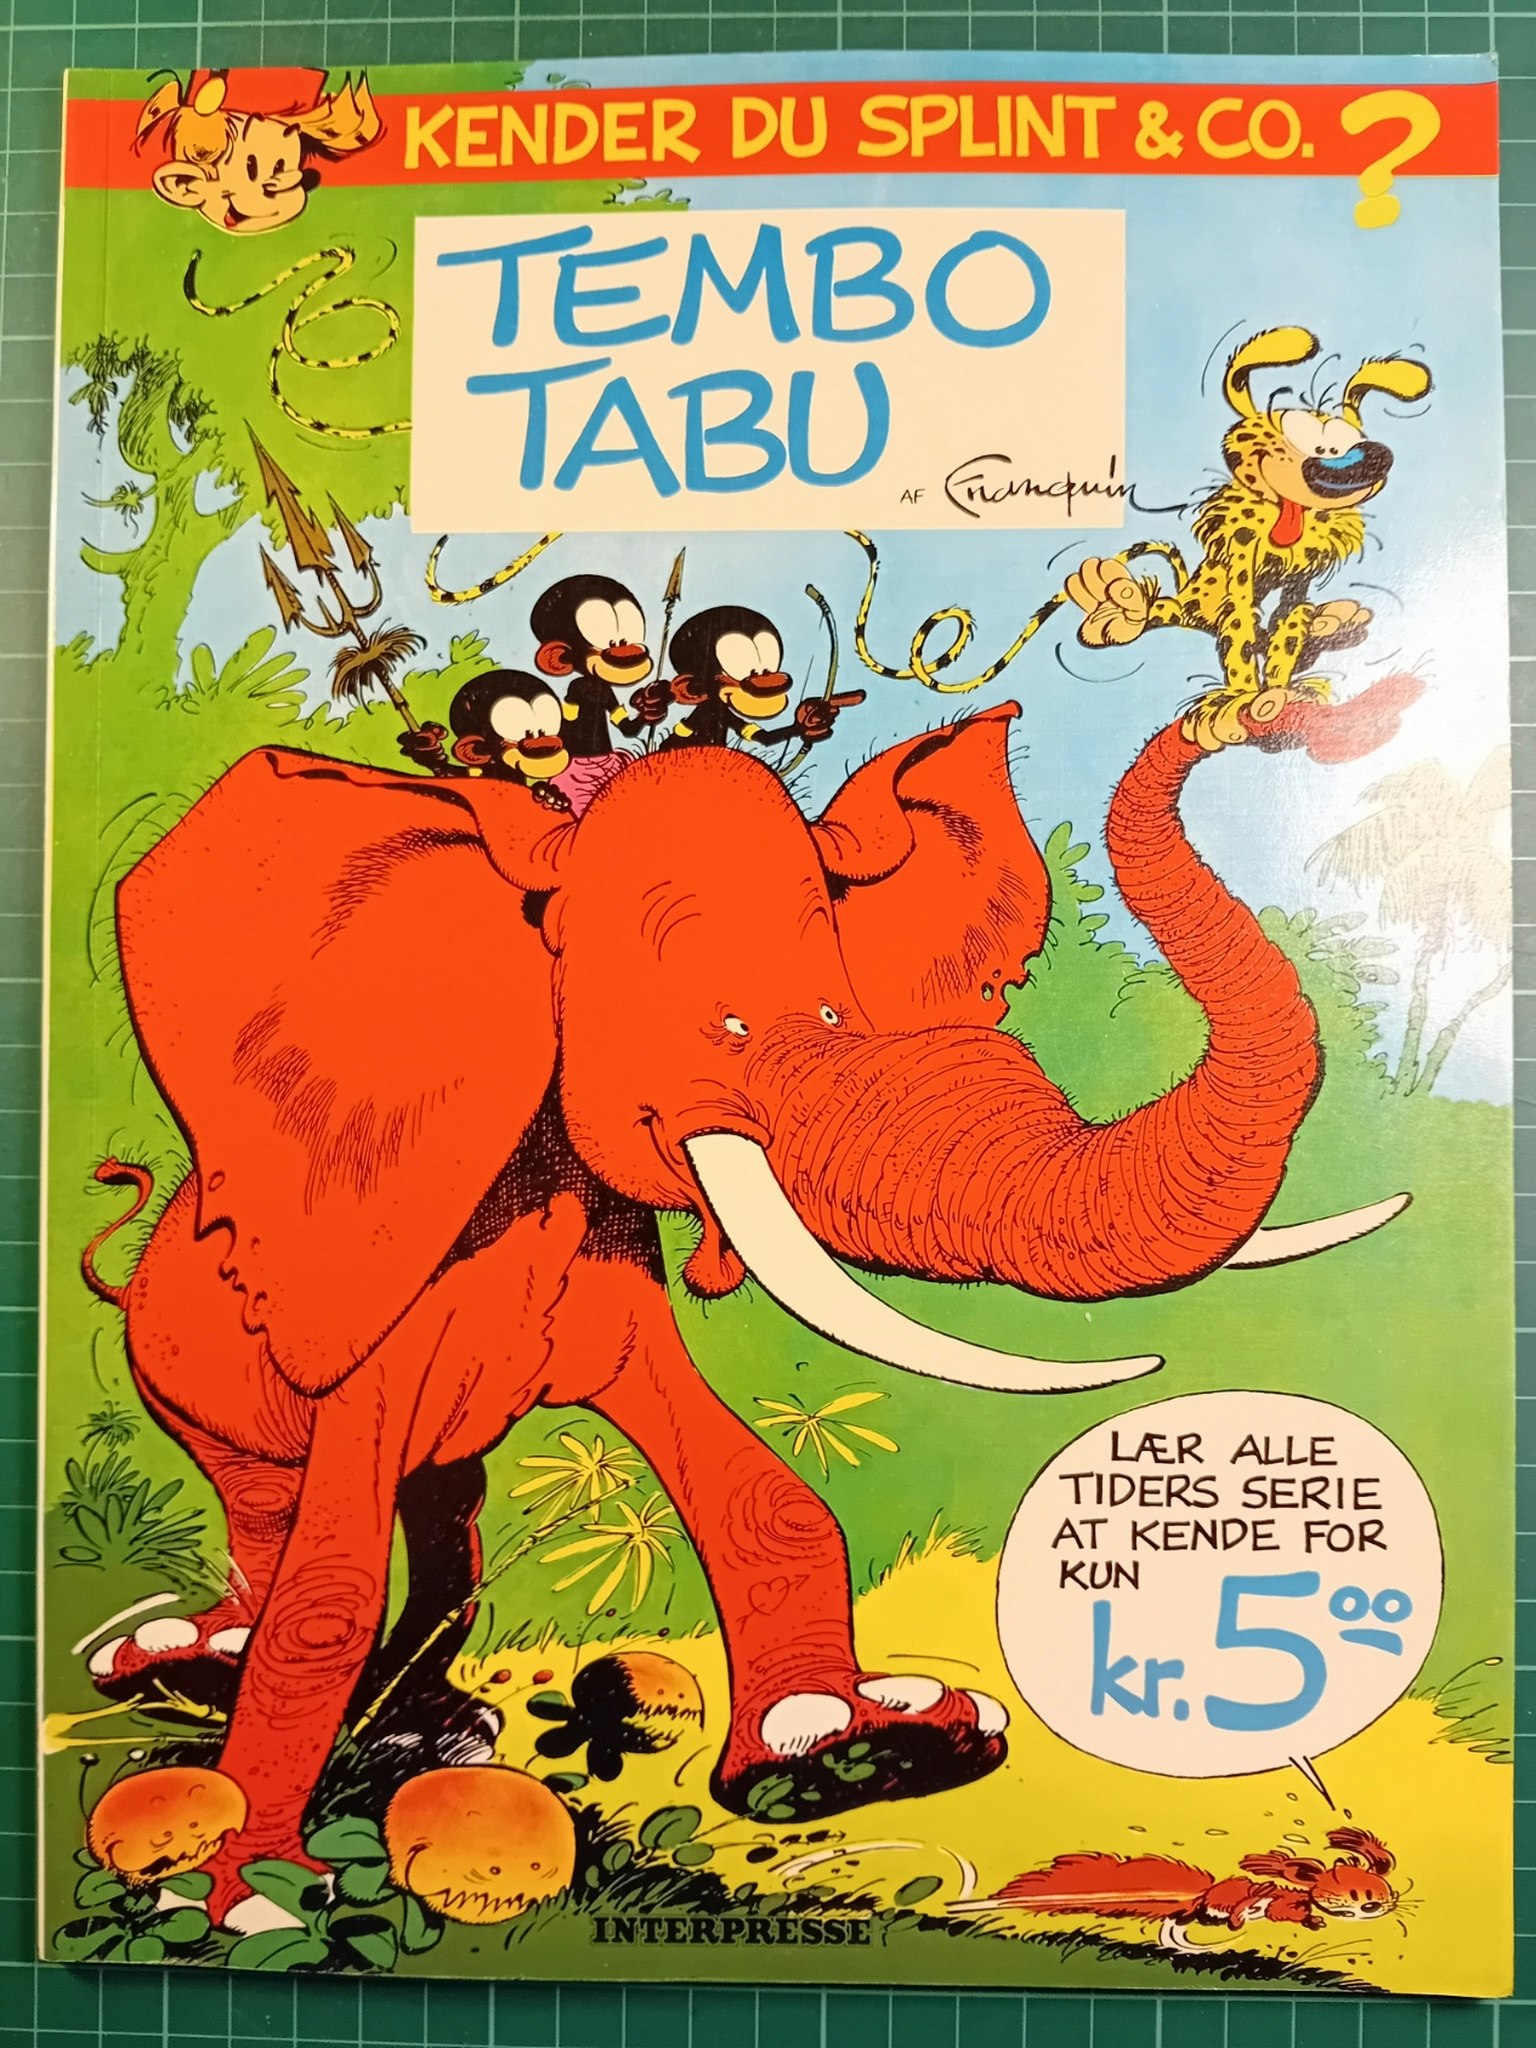 KENDER DU SPLINT & CO. ?
TEMBO
TABU
AF Franquin
LÆR ALLE
TIDERS SERIE
AT KENDE FOR
KUN
kr. 5.00
INTERPRESSE